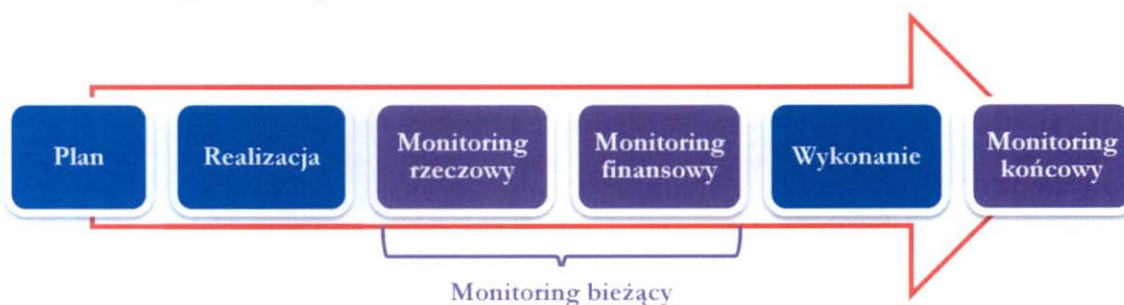 Plan
Realizacja
Monitoring
rzeczowy
Monitoring
finansowy
Wykonanie
Monitoring
końcowy
Monitoring bieżący